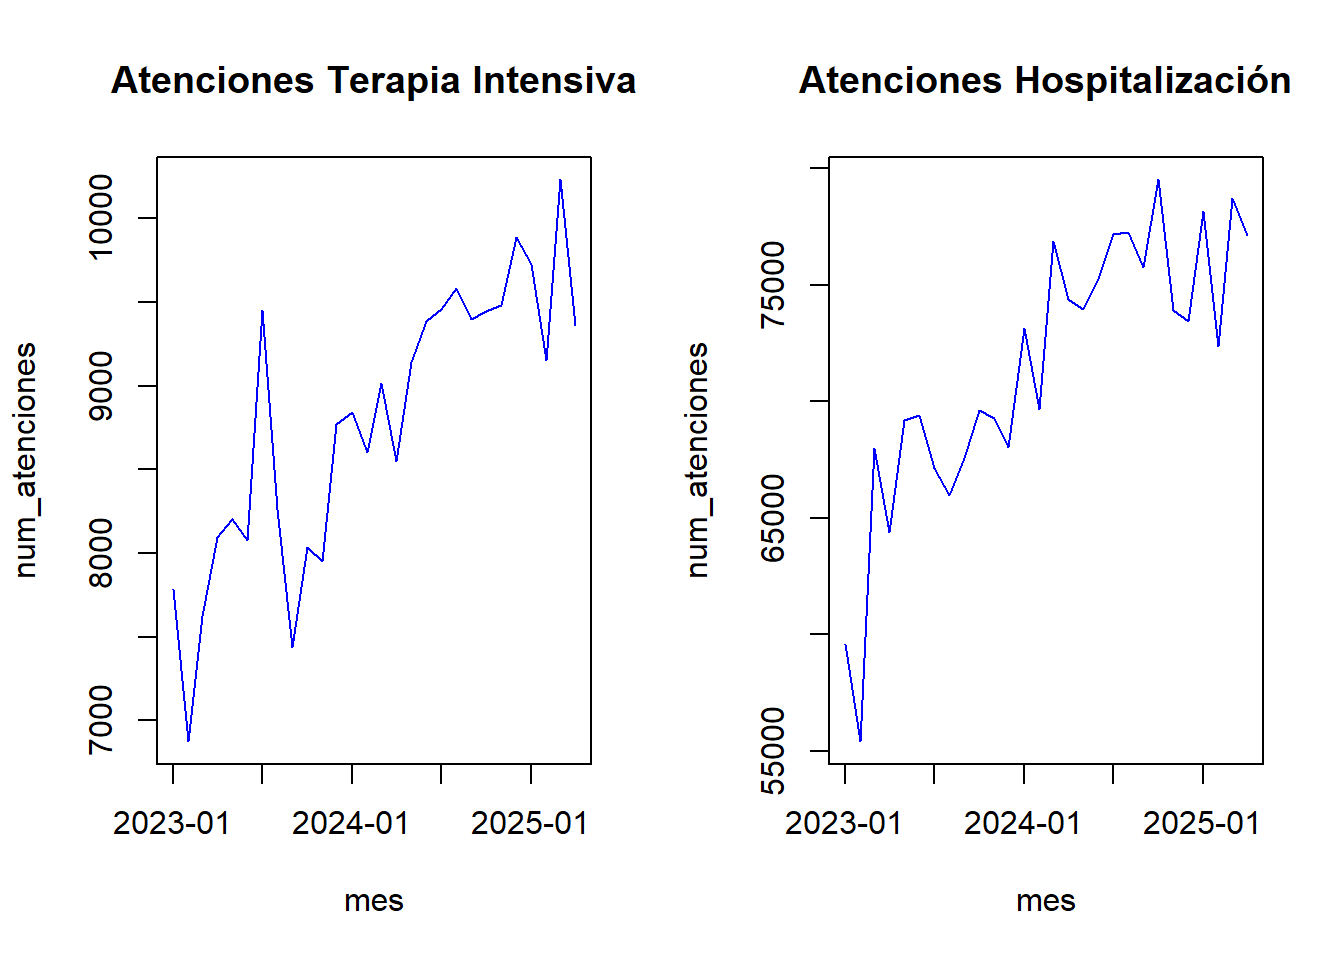 Atenciones Terapia Intensiva
num_atenciones
10000
9000
8000
7000
2023-01
2024-01
2025-01
mes
Atenciones Hospitalización
num_atenciones
75000
65000
55000
2023-01
2024-01
2025-01
mes